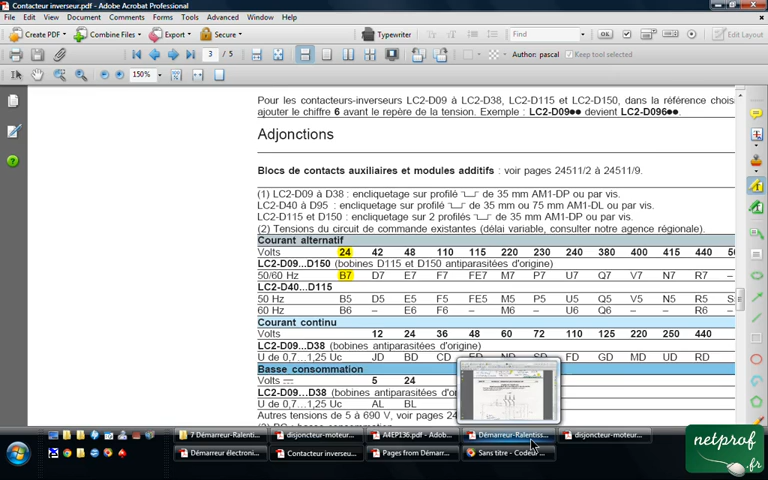 Contacteur inverseur.pdf - Adobe Acrobat Professional
File Edit View Document Comments Forms Tools Advanced Window Help
Create PDF Combine Files Export Secure Typewriter Find OK Edit Layout
3 / 5 Author: pascal Keep tool selected
150%
Pour les contacteurs-inverseurs LC2-D09 à LC2-D38, LC2-D115 et LC2-D150, dans la référence chois
ajouter le chiffre 6 avant le repère de la tension. Exemple : LC2-D09●● devient LC2-D096●●.
Adjonctions
Blocs de contacts auxiliaires et modules additifs : voir pages 24511/2 à 24511/9.
(1) LC2-D09 à D38 : encliquetage sur profilé de 35 mm AM1-DP ou par vis.
LC2-D40 à D95 : encliquetage sur profilé de 35 mm ou 75 mm AM1-DL ou par vis.
LC2-D115 et D150 : encliquetage sur 2 profilés de 35 mm AM1-DP ou par vis.
(2) Tensions du circuit de commande existantes (délai variable, consulter notre agence régionale).
Courant alternatif
Volts 24 42 48 110 115 220 230 240 380 400 415 440
LC2-D09...D150 (bobines D115 et D150 antiparasitées d'origine)
50/60 Hz B7 D7 E7 F7 FE7 M7 P7 U7 Q7 V7 N7 R7 –
LC2-D40...D115
50 Hz B5 D5 E5 F5 FE5 M5 P5 U5 Q5 V5 N5 R5 S
60 Hz B6 – E6 F6 – M6 – U6 Q6 – – R6 –
Courant continu
Volts 12 24 36 48 60 72 110 125 220 250 440
LC2-D09...D38 (bobines antiparasitées d'origine)
U de 0,7...1,25 Uc JD BD CD ED ND SD FD GD MD UD RD
Basse consommation
Volts 5 24
LC2-D09...D38 (bobines antiparasitées d'o
U de 0,7...1,25 Uc AL BL
Autres tensions de 5 à 690 V, voir pages 24
7 Démarreur-Ralenti... disjoncteur-moteur... A4EP136.pdf - Adob... Démarreur-Ralentiss... disjoncteur-moteur...
Démarreur électroni... Contacteur inverseu... Pages from Démarr... Sans titre - Codeur ...
netprof
.fr